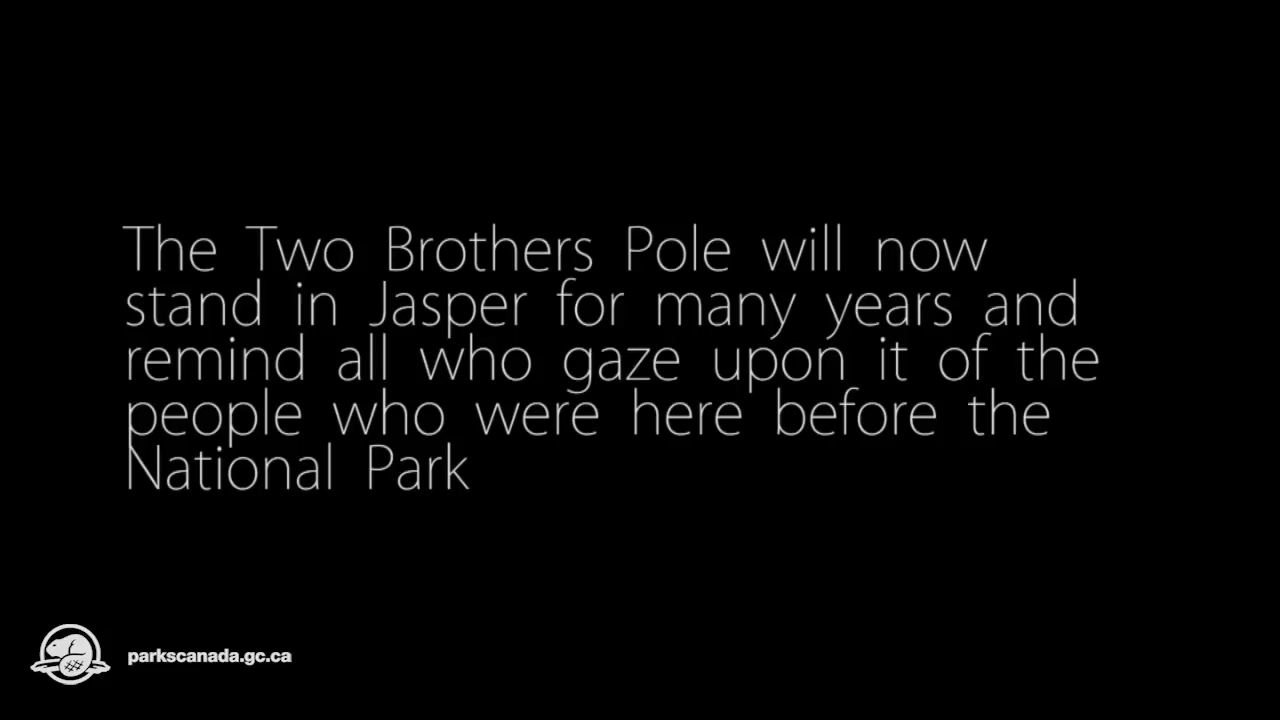 The Two Brothers Pole will now
stand in Jasper for many years and
remind all who gaze upon it of the
people who were here before the
National Park
parkscanada.gc.ca